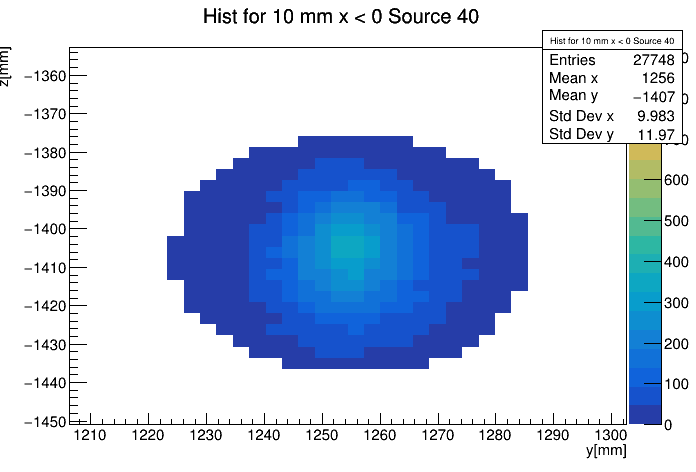 Hist for 10 mm x < 0 Source 40
z[mm]
Hist for 10 mm x < 0 Source 40
Entries 27748
Mean x 1256
Mean y −1407
Std Dev x 9.983
Std Dev y 11.97
−1360
−1370
−1380
−1390
−1400
−1410
−1420
−1430
−1440
−1450
600
500
400
300
200
100
0
1210 1220 1230 1240 1250 1260 1270 1280 1290 1300
y[mm]